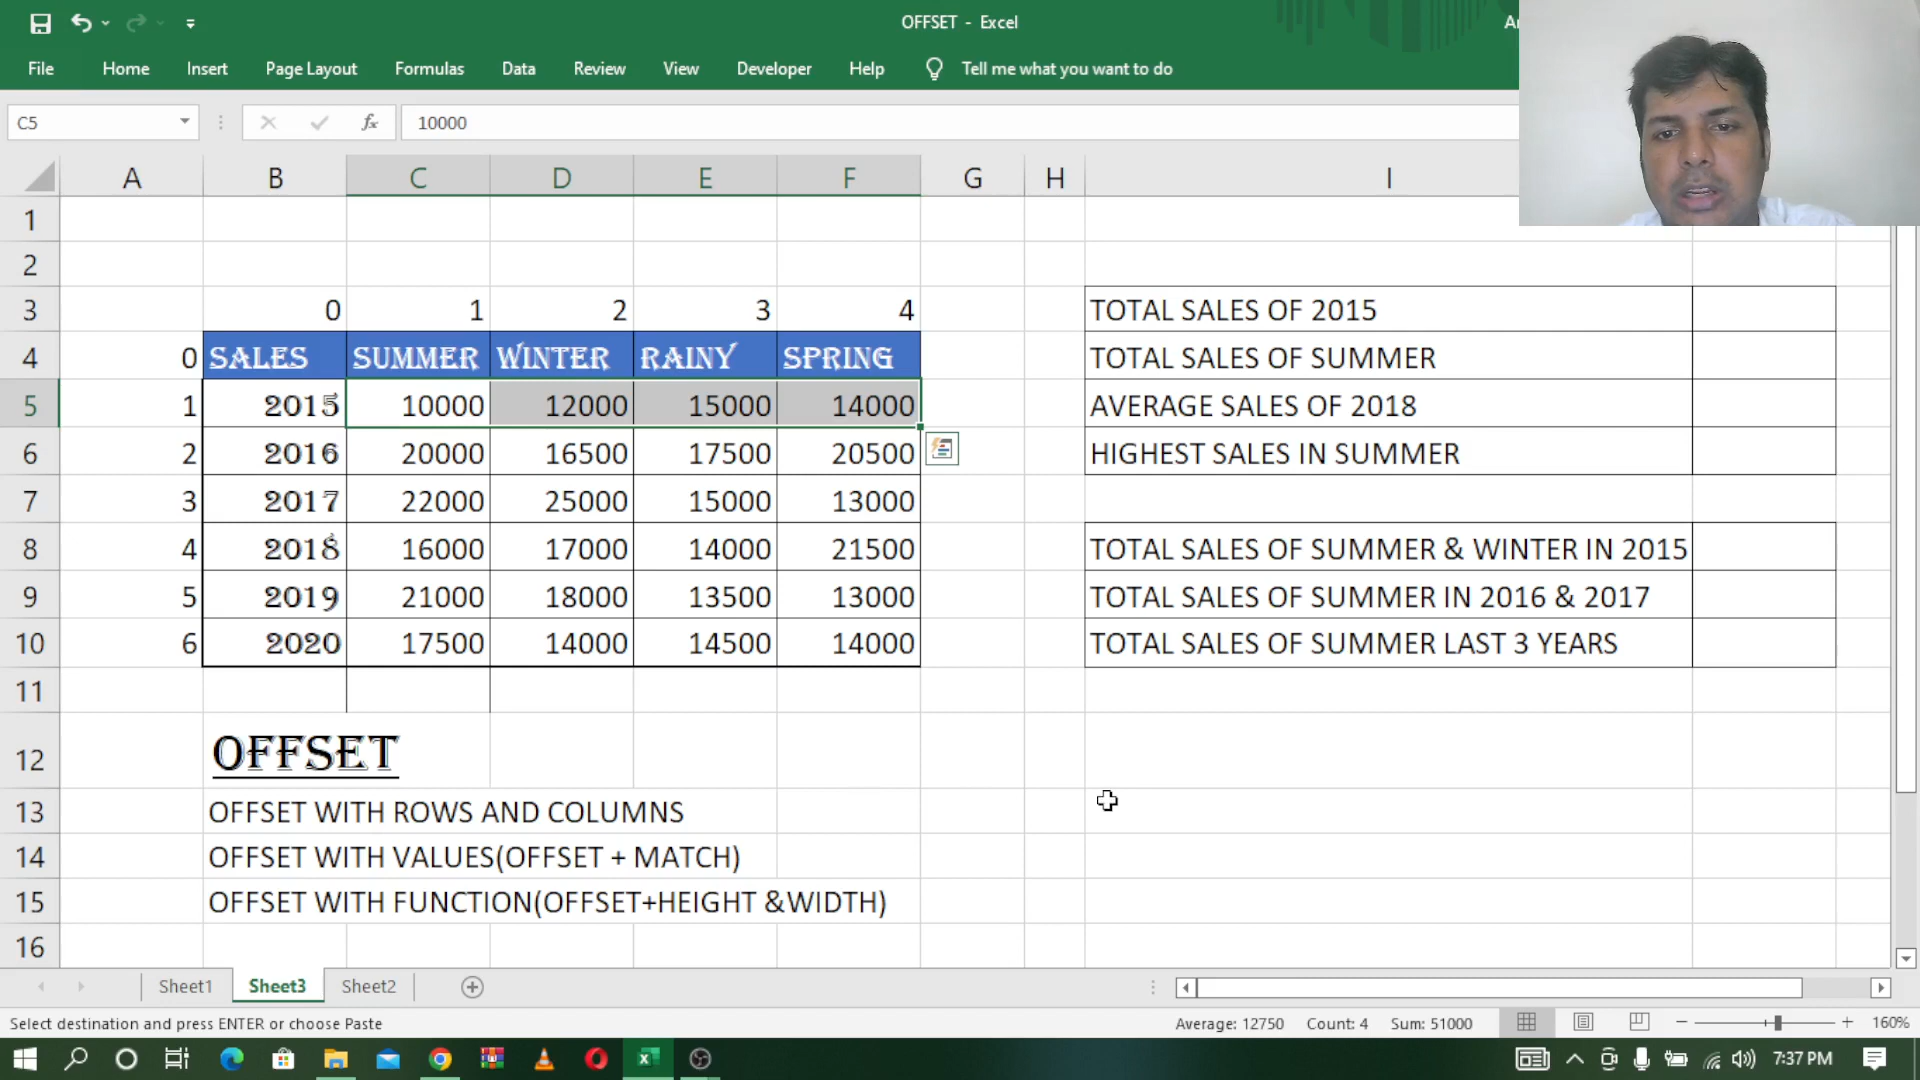 OFFSET - Excel
File Home Insert Page Layout Formulas Data Review View Developer Help Tell me what you want to do
C5 fx 10000
A B C D E F G H I
1
2
3 0 1 2 3 4 TOTAL SALES OF 2015
4 0 SALES SUMMER WINTER RAINY SPRING TOTAL SALES OF SUMMER
5 1 2015 10000 12000 15000 14000 AVERAGE SALES OF 2018
6 2 2016 20000 16500 17500 20500 HIGHEST SALES IN SUMMER
7 3 2017 22000 25000 15000 13000
8 4 2018 16000 17000 14000 21500 TOTAL SALES OF SUMMER & WINTER IN 2015
9 5 2019 21000 18000 13500 13000 TOTAL SALES OF SUMMER IN 2016 & 2017
10 6 2020 17500 14000 14500 14000 TOTAL SALES OF SUMMER LAST 3 YEARS
11
12 OFFSET
13 OFFSET WITH ROWS AND COLUMNS
14 OFFSET WITH VALUES(OFFSET + MATCH)
15 OFFSET WITH FUNCTION(OFFSET+HEIGHT &WIDTH)
16
Sheet1 Sheet3 Sheet2
Select destination and press ENTER or choose Paste Average: 12750 Count: 4 Sum: 51000 160%
7:37 PM